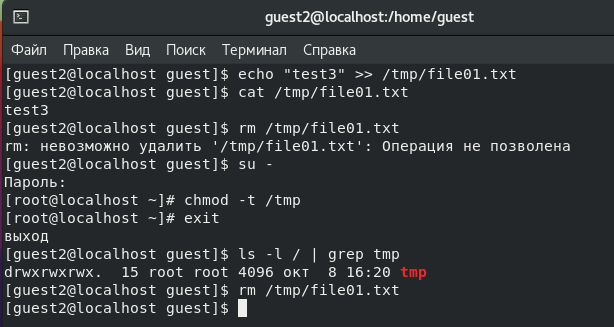 guest2@localhost:/home/guest
Файл Правка Вид Поиск Терминал Справка
[guest2@localhost guest]$ echo "test3" >> /tmp/file01.txt
[guest2@localhost guest]$ cat /tmp/file01.txt
test3
[guest2@localhost guest]$ rm /tmp/file01.txt
rm: невозможно удалить '/tmp/file01.txt': Операция не позволена
[guest2@localhost guest]$ su -
Пароль:
[root@localhost ~]# chmod -t /tmp
[root@localhost ~]# exit
выход
[guest2@localhost guest]$ ls -l / | grep tmp
drwxrwxrwx.  15 root root 4096 окт  8 16:20 tmp
[guest2@localhost guest]$ rm /tmp/file01.txt
[guest2@localhost guest]$